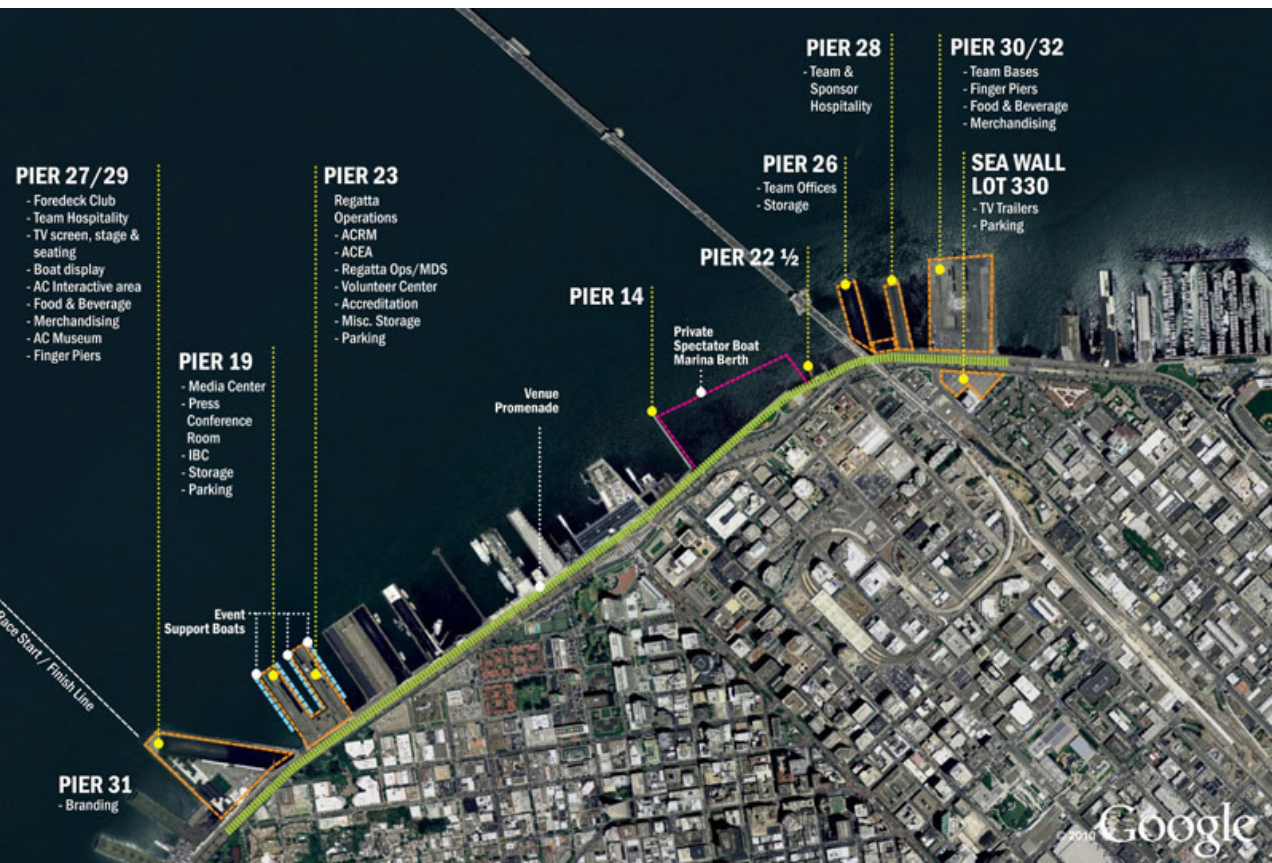 PIER 27/29
- Foredeck Club
- Team Hospitality
- TV screen, stage &
seating
- Boat display
- AC Interactive area
- Food & Beverage
- Merchandising
- AC Museum
- Finger Piers
PIER 19
- Media Center
- Press
Conference
Room
- IBC
- Storage
- Parking
PIER 23
Regatta
Operations
- ACRM
- ACEA
- Regatta Ops/MDS
- Volunteer Center
- Accreditation
- Misc. Storage
- Parking
Event
Support Boats
Race Start / Finish Line
PIER 31
- Branding
Venue
Promenade
PIER 14
Private
Spectator Boat
Marina Berth
PIER 22 ½
PIER 26
- Team Offices
- Storage
PIER 28
- Team &
Sponsor
Hospitality
PIER 30/32
- Team Bases
- Finger Piers
- Food & Beverage
- Merchandising
SEA WALL
LOT 330
- TV Trailers
- Parking
© 2010 Google